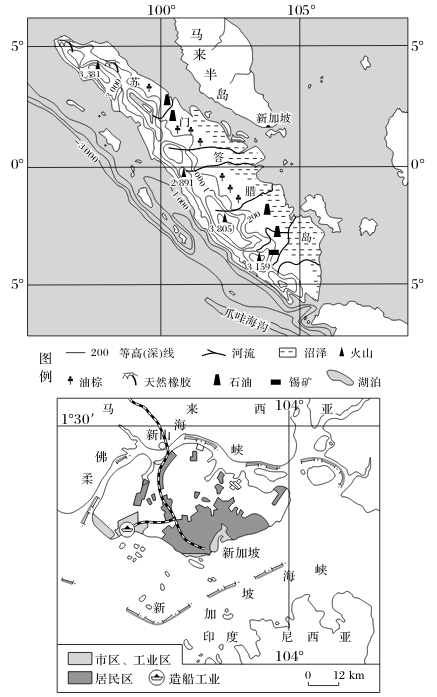 100° 105°
5° 5°
马
来
半
岛
3 381
3 000
苏
门
答
腊
岛
新加坡
0° 0°
3 000
2 891
1 000
200
3 805
3 159
5° 5°
爪哇海沟
图
例
200 等高(深)线 河流 沼泽 火山
油棕 天然橡胶 石油 锡矿 湖泊
马 来 西 亚
104°
1°30′
新山
海
峡
佛
柔
新加坡
新
加
坡
海
峡
印 度 尼 西 亚
104°
市区、工业区
居民区 造船工业
0 12 km